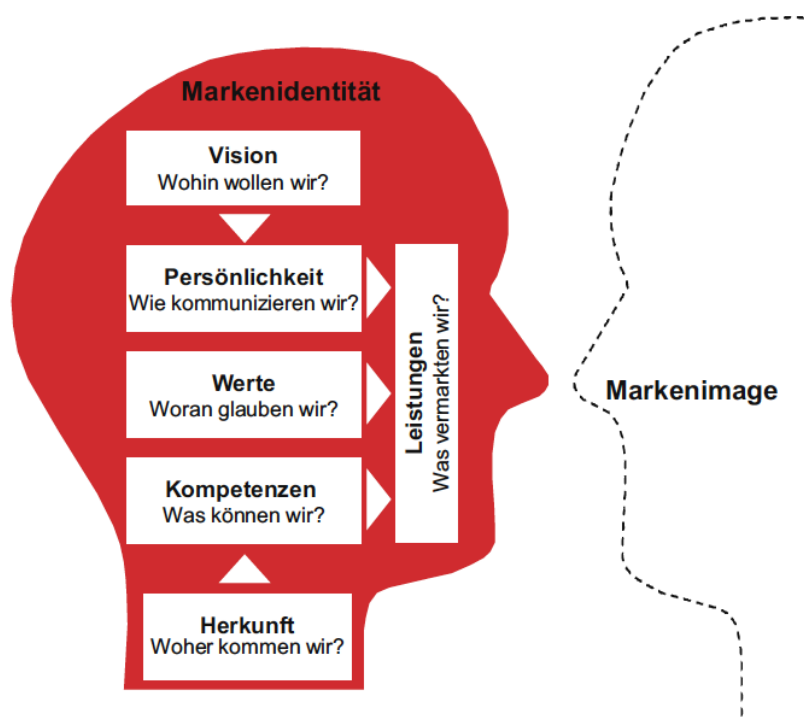 Markenidentität
Vision
Wohin wollen wir?
Persönlichkeit
Wie kommunizieren wir?
Werte
Woran glauben wir?
Kompetenzen
Was können wir?
Herkunft
Woher kommen wir?
Leistungen
Was vermarkten wir?
Markenimage